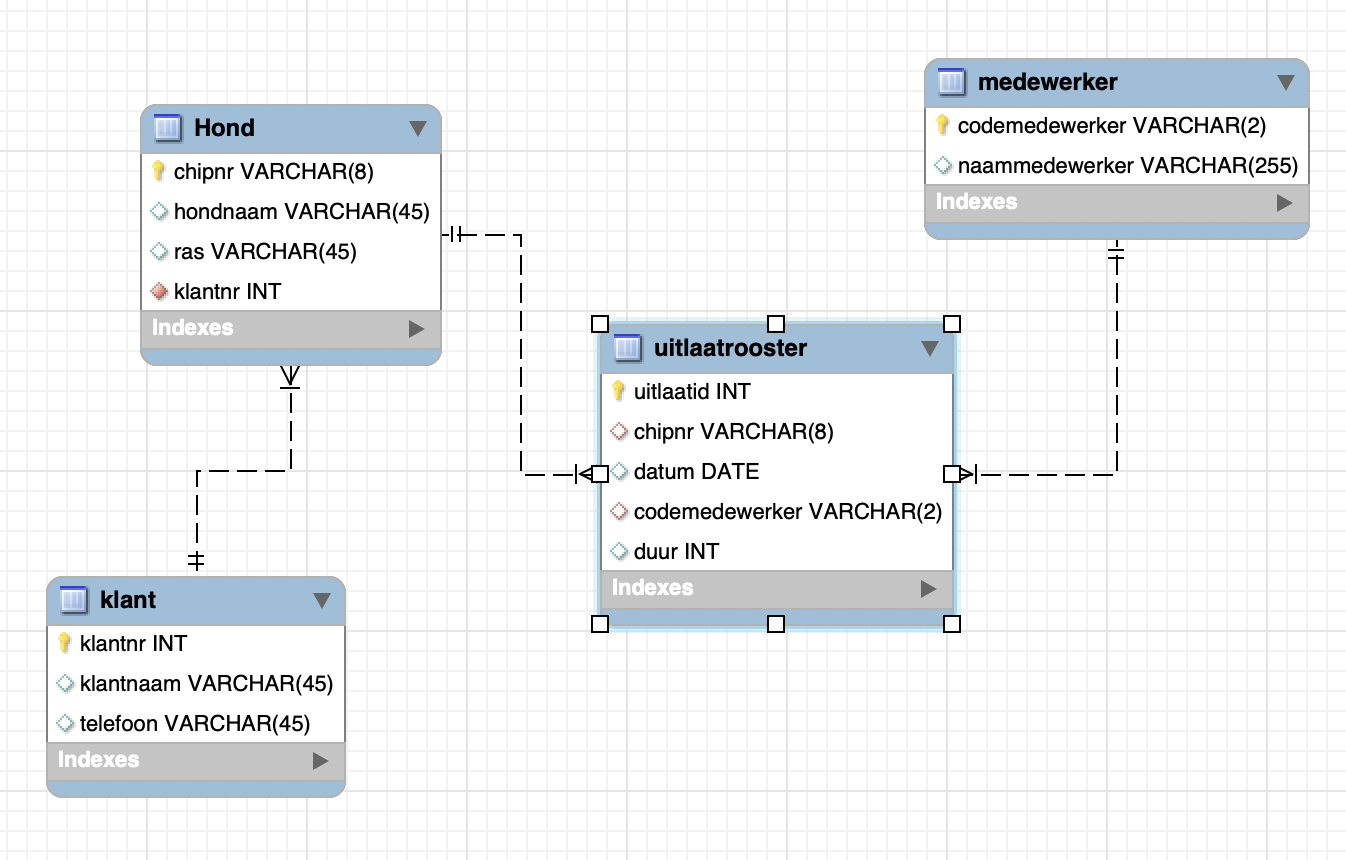 Hond
chipnr VARCHAR(8)
hondnaam VARCHAR(45)
ras VARCHAR(45)
klantnr INT
Indexes
medewerker
codemedewerker VARCHAR(2)
naammedewerker VARCHAR(255)
Indexes
uitlaatrooster
uitlaatid INT
chipnr VARCHAR(8)
datum DATE
codemedewerker VARCHAR(2)
duur INT
Indexes
klant
klantnr INT
klantnaam VARCHAR(45)
telefoon VARCHAR(45)
Indexes